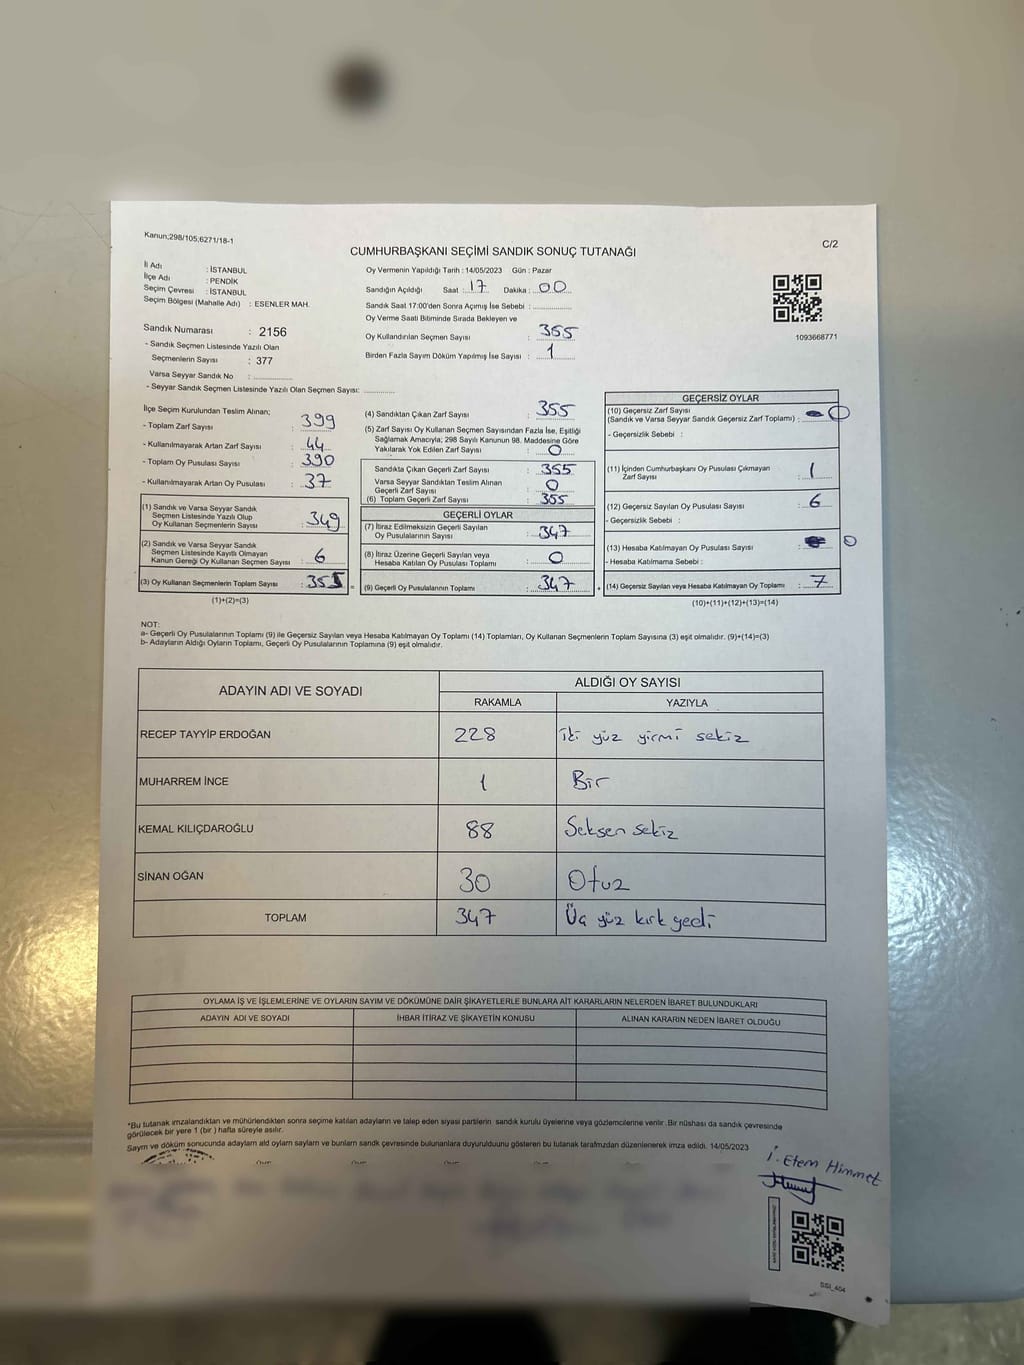 Kanun;298/105;6271/18-1
CUMHURBAŞKANI SEÇİMİ SANDIK SONUÇ TUTANAĞI
C/2
İl Adı : İSTANBUL
İlçe Adı : PENDİK
Seçim Çevresi : İSTANBUL
Seçim Bölgesi (Mahalle Adı) : ESENLER MAH.
Sandık Numarası : 2156
- Sandık Seçmen Listesinde Yazılı Olan
Seçmenlerin Sayısı : 377
Varsa Seyyar Sandık No :
- Seyyar Sandık Seçmen Listesinde Yazılı Olan Seçmen Sayısı:
Oy Vermenin Yapıldığı Tarih : 14/05/2023 Gün : Pazar
Sandığın Açıldığı Saat : 17 Dakika : 00
Sandık Saat 17:00'den Sonra Açımış İse Sebebi :
Oy Verme Saati Bitiminde Sırada Bekleyen ve
Oy Kullandırılan Seçmen Sayısı : 355
Birden Fazla Sayım Döküm Yapılmış İse Sayısı : 1
1093668771
İlçe Seçim Kurulundan Teslim Alınan;
- Toplam Zarf Sayısı : 399
- Kullanılmayarak Artan Zarf Sayısı : 44
- Toplam Oy Pusulası Sayısı : 390
- Kullanılmayarak Artan Oy Pusulası : 37
(1) Sandık ve Varsa Seyyar Sandık
Seçmen Listesinde Yazılı Olup
Oy Kullanan Seçmenlerin Sayısı : 349
(2) Sandık ve Varsa Seyyar Sandık
Seçmen Listesinde Kayıtlı Olmayan
Kanun Gereği Oy Kullanan Seçmen Sayısı : 6
(3) Oy Kullanan Seçmenlerin Toplam Sayısı : 355 =
(1)+(2)=(3)
(4) Sandıktan Çıkan Zarf Sayısı : 355
(5) Zarf Sayısı Oy Kullanan Seçmen Sayısından Fazla İse, Eşitliği
Sağlamak Amacıyla; 298 Sayılı Kanunun 98. Maddesine Göre
Yakılarak Yok Edilen Zarf Sayısı : 0
Sandıkta Çıkan Geçerli Zarf Sayısı : 355
Varsa Seyyar Sandıktan Teslim Alınan
Geçerli Zarf Sayısı : 0
(6) Toplam Geçerli Zarf Sayısı : 355
GEÇERLİ OYLAR
(7) İtiraz Edilmeksizin Geçerli Sayılan
Oy Pusulalarının Sayısı : 347
(8) İtiraz Üzerine Geçerli Sayılan veya
Hesaba Katılan Oy Pusulası Toplamı : 0
(9) Geçerli Oy Pusulalarının Toplamı : 347 +
GEÇERSİZ OYLAR
(10) Geçersiz Zarf Sayısı
(Sandık ve Varsa Seyyar Sandık Geçersiz Zarf Toplamı) : 0
- Geçersizlik Sebebi :
(11) İçinden Cumhurbaşkanı Oy Pusulası Çıkmayan
Zarf Sayısı : 1
(12) Geçersiz Sayılan Oy Pusulası Sayısı : 6
- Geçersizlik Sebebi :
(13) Hesaba Katılmayan Oy Pusulası Sayısı : 0
- Hesaba Katılmama Sebebi :
(14) Geçersiz Sayılan veya Hesaba Katılmayan Oy Toplamı : 7
(10)+(11)+(12)+(13)=(14)
NOT:
a- Geçerli Oy Pusulalarının Toplamı (9) ile Geçersiz Sayılan veya Hesaba Katılmayan Oy Toplamı (14) Toplamları, Oy Kullanan Seçmenlerin Toplam Sayısına (3) eşit olmalıdır. (9)+(14)=(3)
b- Adayların Aldığı Oyların Toplamı, Geçerli Oy Pusulalarının Toplamına (9) eşit olmalıdır.
ADAYIN ADI VE SOYADI
ALDIĞI OY SAYISI
RAKAMLA YAZIYLA
RECEP TAYYİP ERDOĞAN 228 İki yüz yirmi sekiz
MUHARREM İNCE 1 Bir
KEMAL KILIÇDAROĞLU 88 Seksen sekiz
SİNAN OĞAN 30 Otuz
TOPLAM 347 Üç yüz kırk yedi
OYLAMA İŞ VE İŞLEMLERİNE VE OYLARIN SAYIM VE DÖKÜMÜNE DAİR ŞİKAYETLERLE BUNLARA AİT KARARLARIN NELERDEN İBARET BULUNDUKLARI
ADAYIN ADI VE SOYADI İHBAR İTİRAZ VE ŞİKAYETİN KONUSU ALINAN KARARIN NEDEN İBARET OLDUĞU
*Bu tutanak imzalandıktan ve mühürlendikten sonra seçime katılan adayların ve talep eden siyasi partilerin sandık kurulu üyelerine veya gözlemcilerine verilir. Bir nüshası da sandık çevresinde
görülecek bir yere 1 (bir ) hafta süreyle asılır.
Sayım ve döküm sonucunda adayların aldı oyların sayıları ve bunların sandık çevresinde bulunanlara duyurulduunu gösteren bu tutanak tarafımızdan düzenlenerek imza edildi. 14/05/2023
İ. Etem Himmet